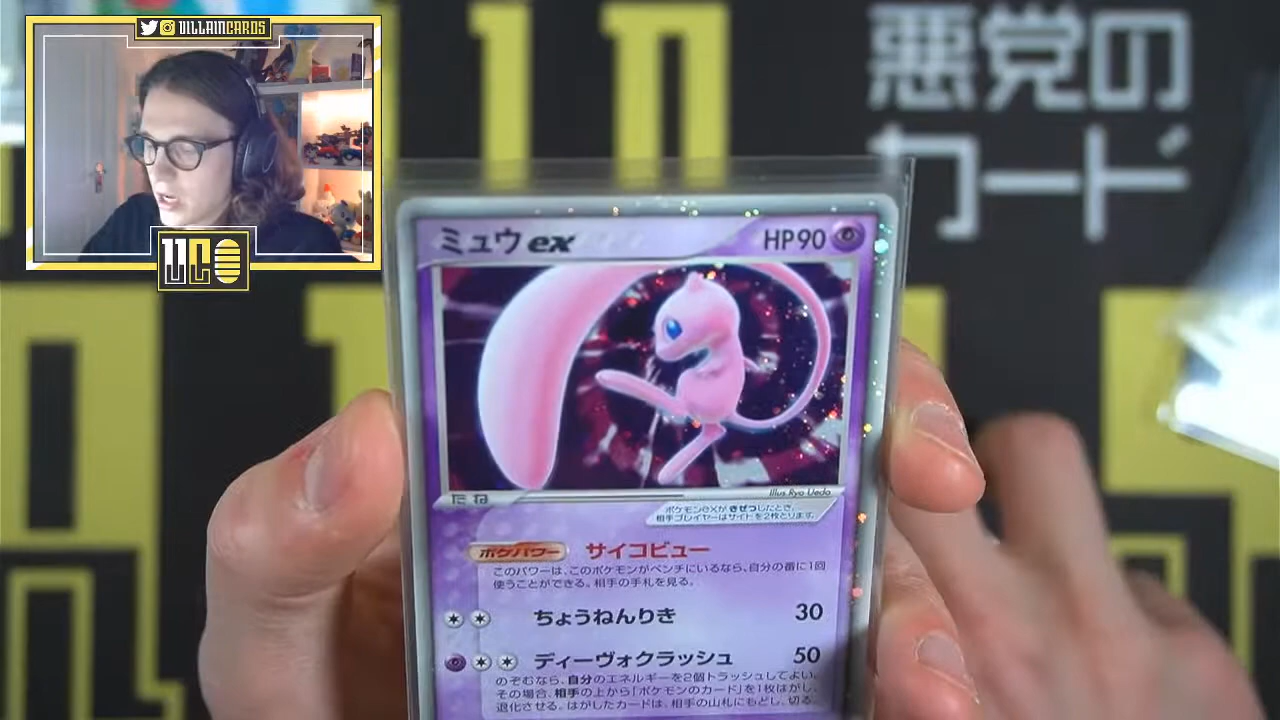 VILLAINCARDS
悪党の
カード
VCO
ミュウex
HP90
たね
Illus. Ryo Ueda
ポケモンexがきぜつしたとき、
相手プレイヤーはサイドを2枚とります。
ポケパワー サイコビュー
このパワーは、このポケモンがベンチにいるなら、自分の番に1回
使うことができる。相手の手札を見る。
ちょうねんりき 30
ディーヴォクラッシュ 50
のぞむなら、自分のエネルギーを2個トラッシュしてよい。
その場合、相手の上から「ポケモンのカード」を1枚はがし、
退化させる。はがしたカードは、相手の山札にもどし、切る